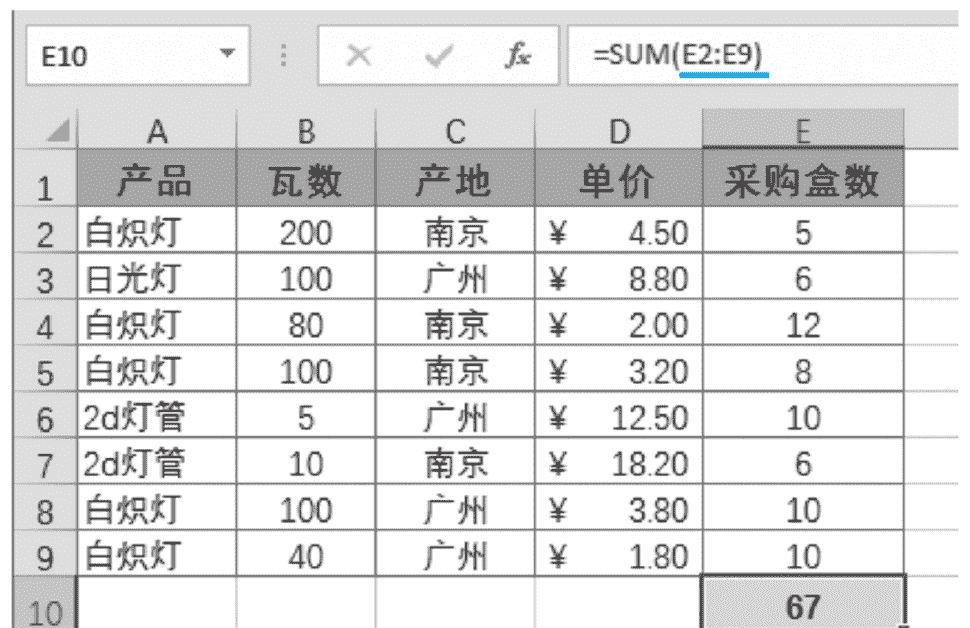 E10 fx =SUM(E2:E9)
A B C D E
1 产品 瓦数 产地 单价 采购盒数
2 白炽灯 200 南京 ¥ 4.50 5
3 日光灯 100 广州 ¥ 8.80 6
4 白炽灯 80 南京 ¥ 2.00 12
5 白炽灯 100 南京 ¥ 3.20 8
6 2d灯管 5 广州 ¥ 12.50 10
7 2d灯管 10 南京 ¥ 18.20 6
8 白炽灯 100 广州 ¥ 3.80 10
9 白炽灯 40 广州 ¥ 1.80 10
10 67